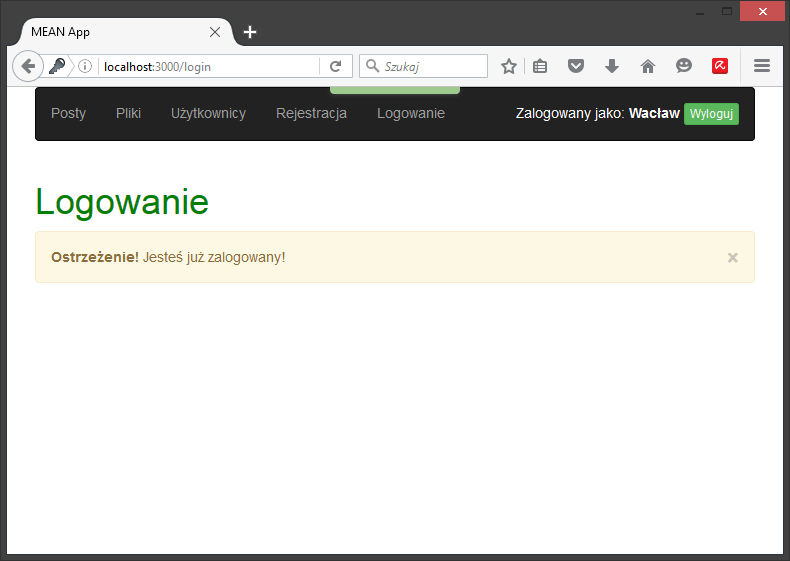 MEAN App
localhost:3000/login
Szukaj
Posty Pliki Użytkownicy Rejestracja Logowanie Zalogowany jako: Wacław Wyloguj
Logowanie
Ostrzeżenie! Jesteś już zalogowany!